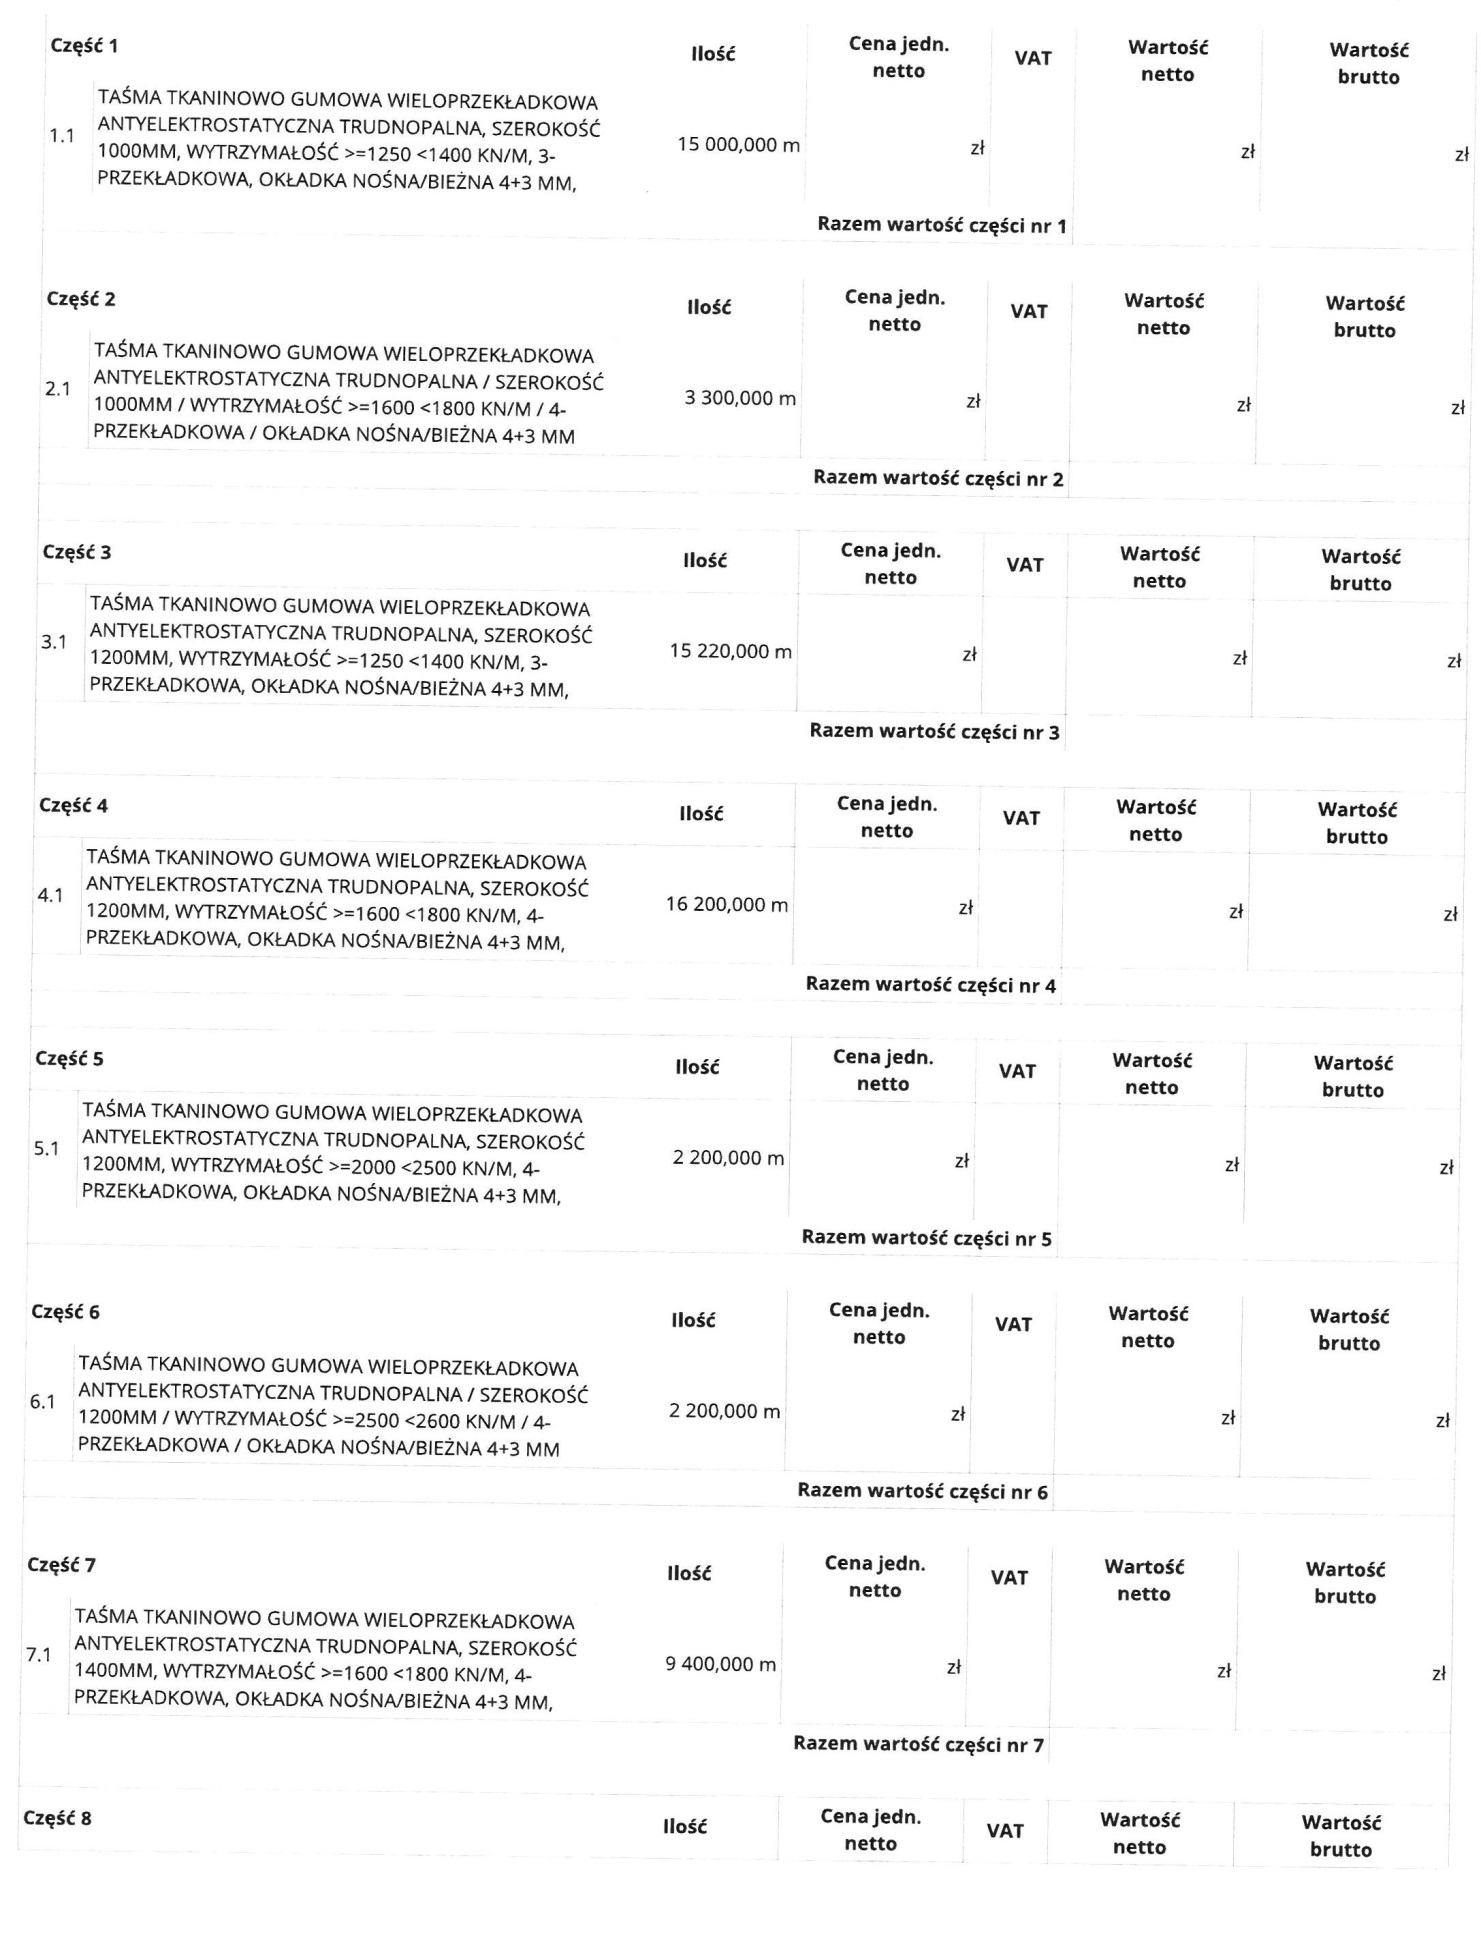 Część 1 Ilość Cena jedn. netto VAT Wartość netto Wartość brutto
TAŚMA TKANINOWO GUMOWA WIELOPRZEKŁADKOWA
ANTYELEKTROSTATYCZNA TRUDNOPALNA, SZEROKOŚĆ
1.1 1000MM, WYTRZYMAŁOŚĆ >=1250 <1400 KN/M, 3- 15 000,000 m zł zł zł
PRZEKŁADKOWA, OKŁADKA NOŚNA/BIEŻNA 4+3 MM,
Razem wartość części nr 1
Część 2 Ilość Cena jedn. netto VAT Wartość netto Wartość brutto
TAŚMA TKANINOWO GUMOWA WIELOPRZEKŁADKOWA
ANTYELEKTROSTATYCZNA TRUDNOPALNA / SZEROKOŚĆ
2.1 1000MM / WYTRZYMAŁOŚĆ >=1600 <1800 KN/M / 4- 3 300,000 m zł zł zł
PRZEKŁADKOWA / OKŁADKA NOŚNA/BIEŻNA 4+3 MM
Razem wartość części nr 2
Część 3 Ilość Cena jedn. netto VAT Wartość netto Wartość brutto
TAŚMA TKANINOWO GUMOWA WIELOPRZEKŁADKOWA
ANTYELEKTROSTATYCZNA TRUDNOPALNA, SZEROKOŚĆ
3.1 1200MM, WYTRZYMAŁOŚĆ >=1250 <1400 KN/M, 3- 15 220,000 m zł zł zł
PRZEKŁADKOWA, OKŁADKA NOŚNA/BIEŻNA 4+3 MM,
Razem wartość części nr 3
Część 4 Ilość Cena jedn. netto VAT Wartość netto Wartość brutto
TAŚMA TKANINOWO GUMOWA WIELOPRZEKŁADKOWA
ANTYELEKTROSTATYCZNA TRUDNOPALNA, SZEROKOŚĆ
4.1 1200MM, WYTRZYMAŁOŚĆ >=1600 <1800 KN/M, 4- 16 200,000 m zł zł zł
PRZEKŁADKOWA, OKŁADKA NOŚNA/BIEŻNA 4+3 MM,
Razem wartość części nr 4
Część 5 Ilość Cena jedn. netto VAT Wartość netto Wartość brutto
TAŚMA TKANINOWO GUMOWA WIELOPRZEKŁADKOWA
ANTYELEKTROSTATYCZNA TRUDNOPALNA, SZEROKOŚĆ
5.1 1200MM, WYTRZYMAŁOŚĆ >=2000 <2500 KN/M, 4- 2 200,000 m zł zł zł
PRZEKŁADKOWA, OKŁADKA NOŚNA/BIEŻNA 4+3 MM,
Razem wartość części nr 5
Część 6 Ilość Cena jedn. netto VAT Wartość netto Wartość brutto
TAŚMA TKANINOWO GUMOWA WIELOPRZEKŁADKOWA
ANTYELEKTROSTATYCZNA TRUDNOPALNA / SZEROKOŚĆ
6.1 1200MM / WYTRZYMAŁOŚĆ >=2500 <2600 KN/M / 4- 2 200,000 m zł zł zł
PRZEKŁADKOWA / OKŁADKA NOŚNA/BIEŻNA 4+3 MM
Razem wartość części nr 6
Część 7 Ilość Cena jedn. netto VAT Wartość netto Wartość brutto
TAŚMA TKANINOWO GUMOWA WIELOPRZEKŁADKOWA
ANTYELEKTROSTATYCZNA TRUDNOPALNA, SZEROKOŚĆ
7.1 1400MM, WYTRZYMAŁOŚĆ >=1600 <1800 KN/M, 4- 9 400,000 m zł zł zł
PRZEKŁADKOWA, OKŁADKA NOŚNA/BIEŻNA 4+3 MM,
Razem wartość części nr 7
Część 8 Ilość Cena jedn. netto VAT Wartość netto Wartość brutto